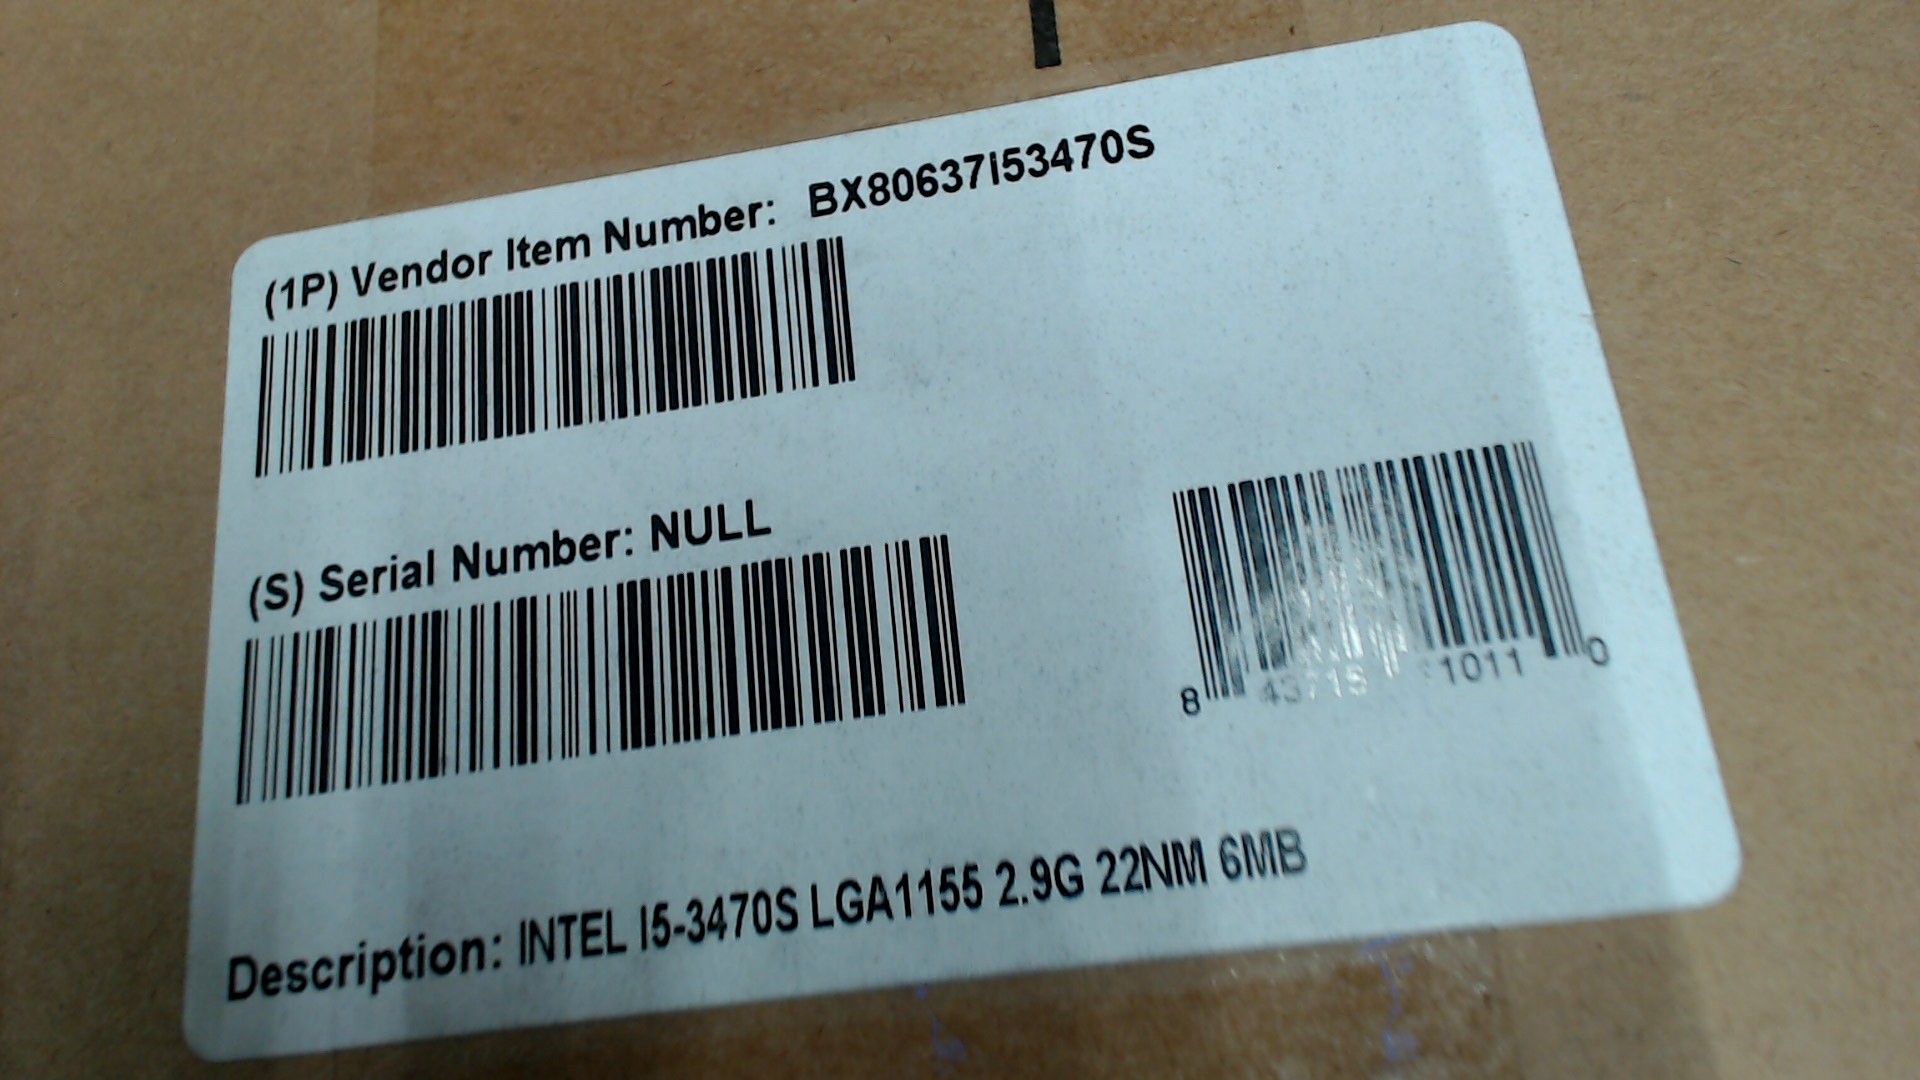 (1P) Vendor Item Number: BX80637I53470S
(S) Serial Number: NULL
8 43718 1011 0
Description: INTEL I5-3470S LGA1155 2.9G 22NM 6MB